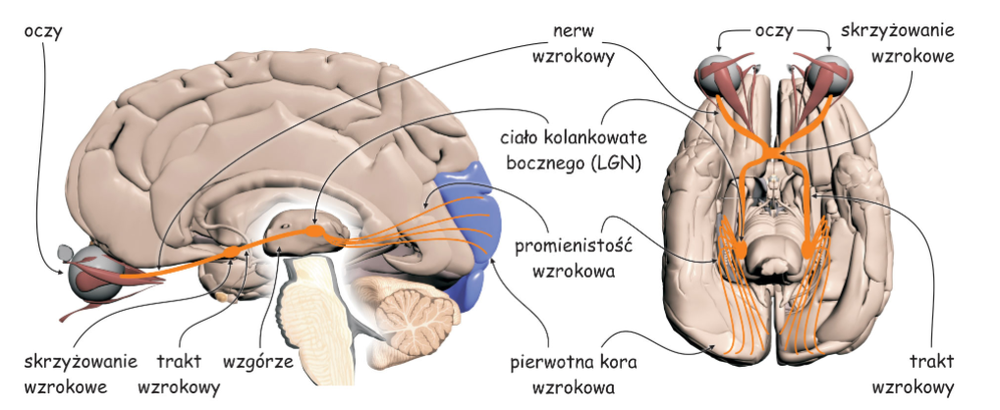 oczy
nerw
wzrokowy
oczy
skrzyżowanie
wzrokowe
ciało kolankowate
bocznego (LGN)
promienistość
wzrokowa
skrzyżowanie
wzrokowe
trakt
wzrokowy
wzgórze
pierwotna kora
wzrokowa
trakt
wzrokowy